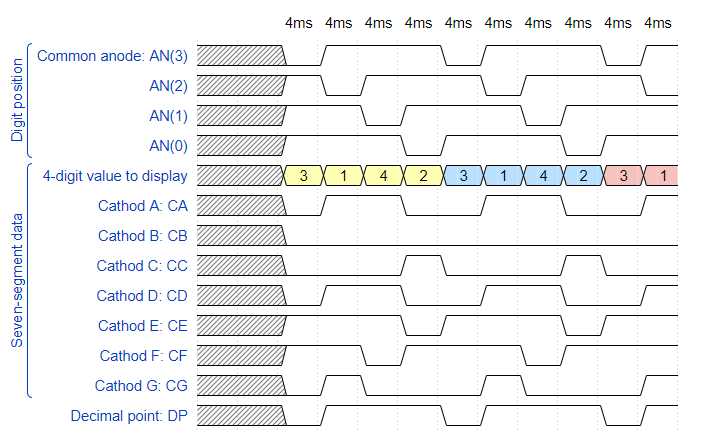 4ms 4ms 4ms 4ms 4ms 4ms 4ms 4ms 4ms 4ms
Digit position
Common anode: AN(3)
AN(2)
AN(1)
AN(0)
Seven-segment data
4-digit value to display 3 1 4 2 3 1 4 2 3 1
Cathod A: CA
Cathod B: CB
Cathod C: CC
Cathod D: CD
Cathod E: CE
Cathod F: CF
Cathod G: CG
Decimal point: DP